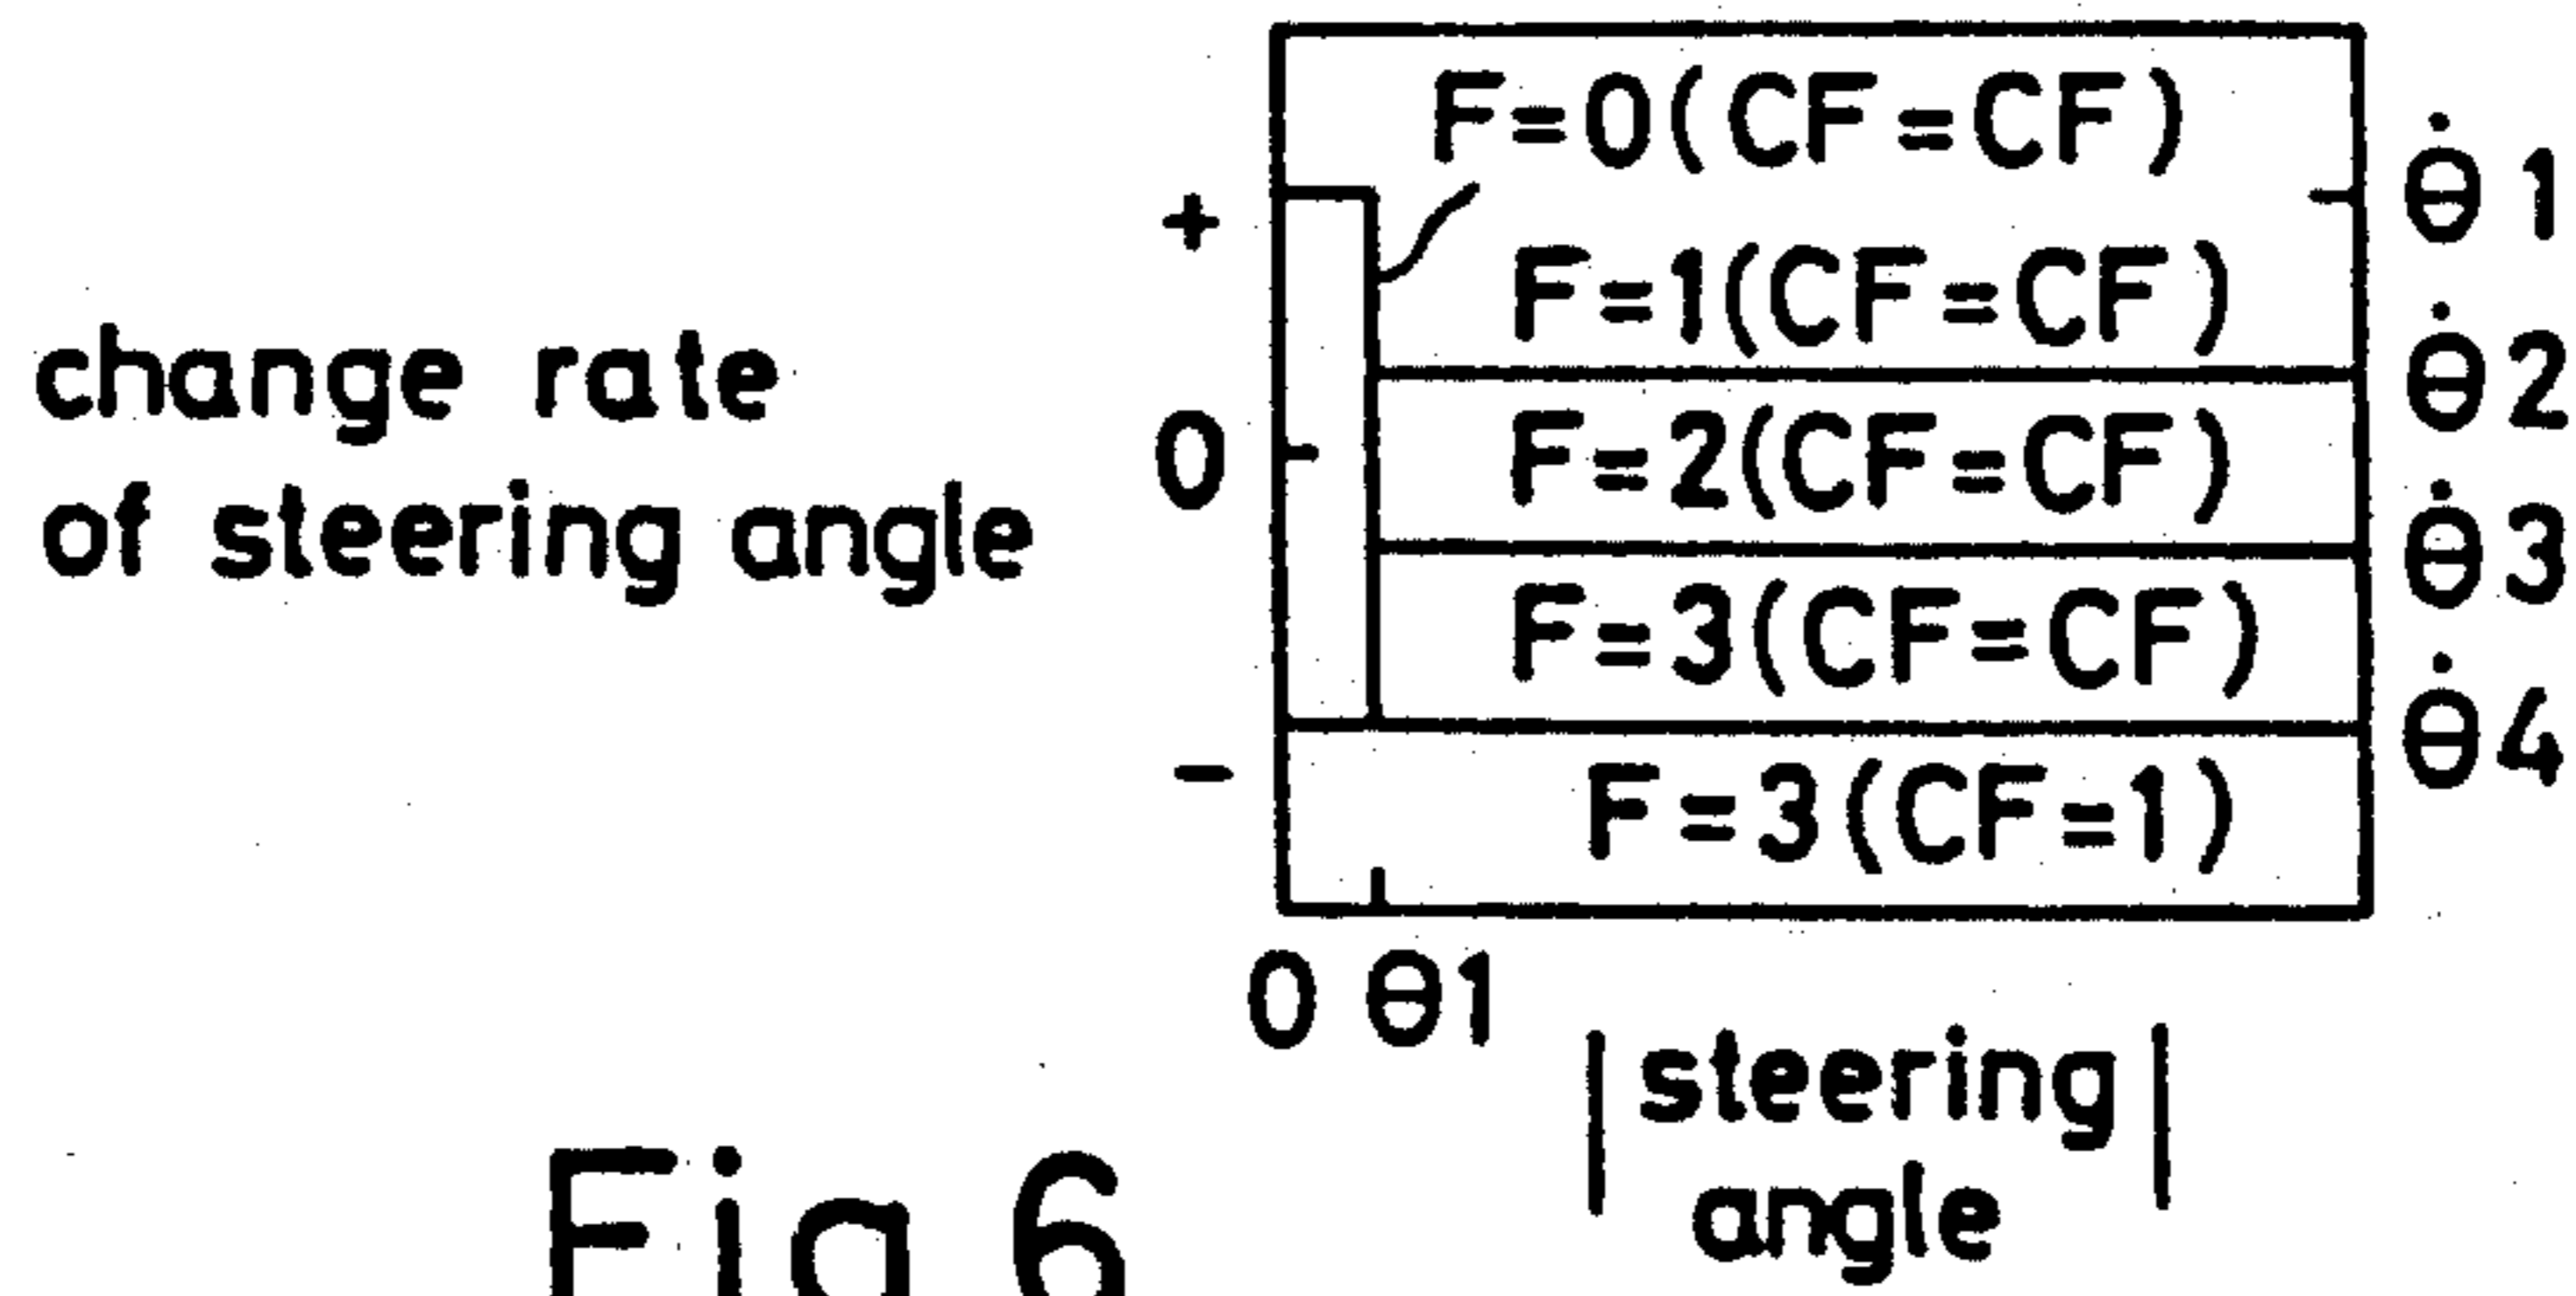 F=0(CF=CF)
θ̇1
+
F=1(CF=CF)
θ̇2
change rate
of steering angle
0
F=2(CF=CF)
θ̇3
F=3(CF=CF)
θ̇4
-
F=3(CF=1)
0 θ1
|steering
angle|
Fig 6